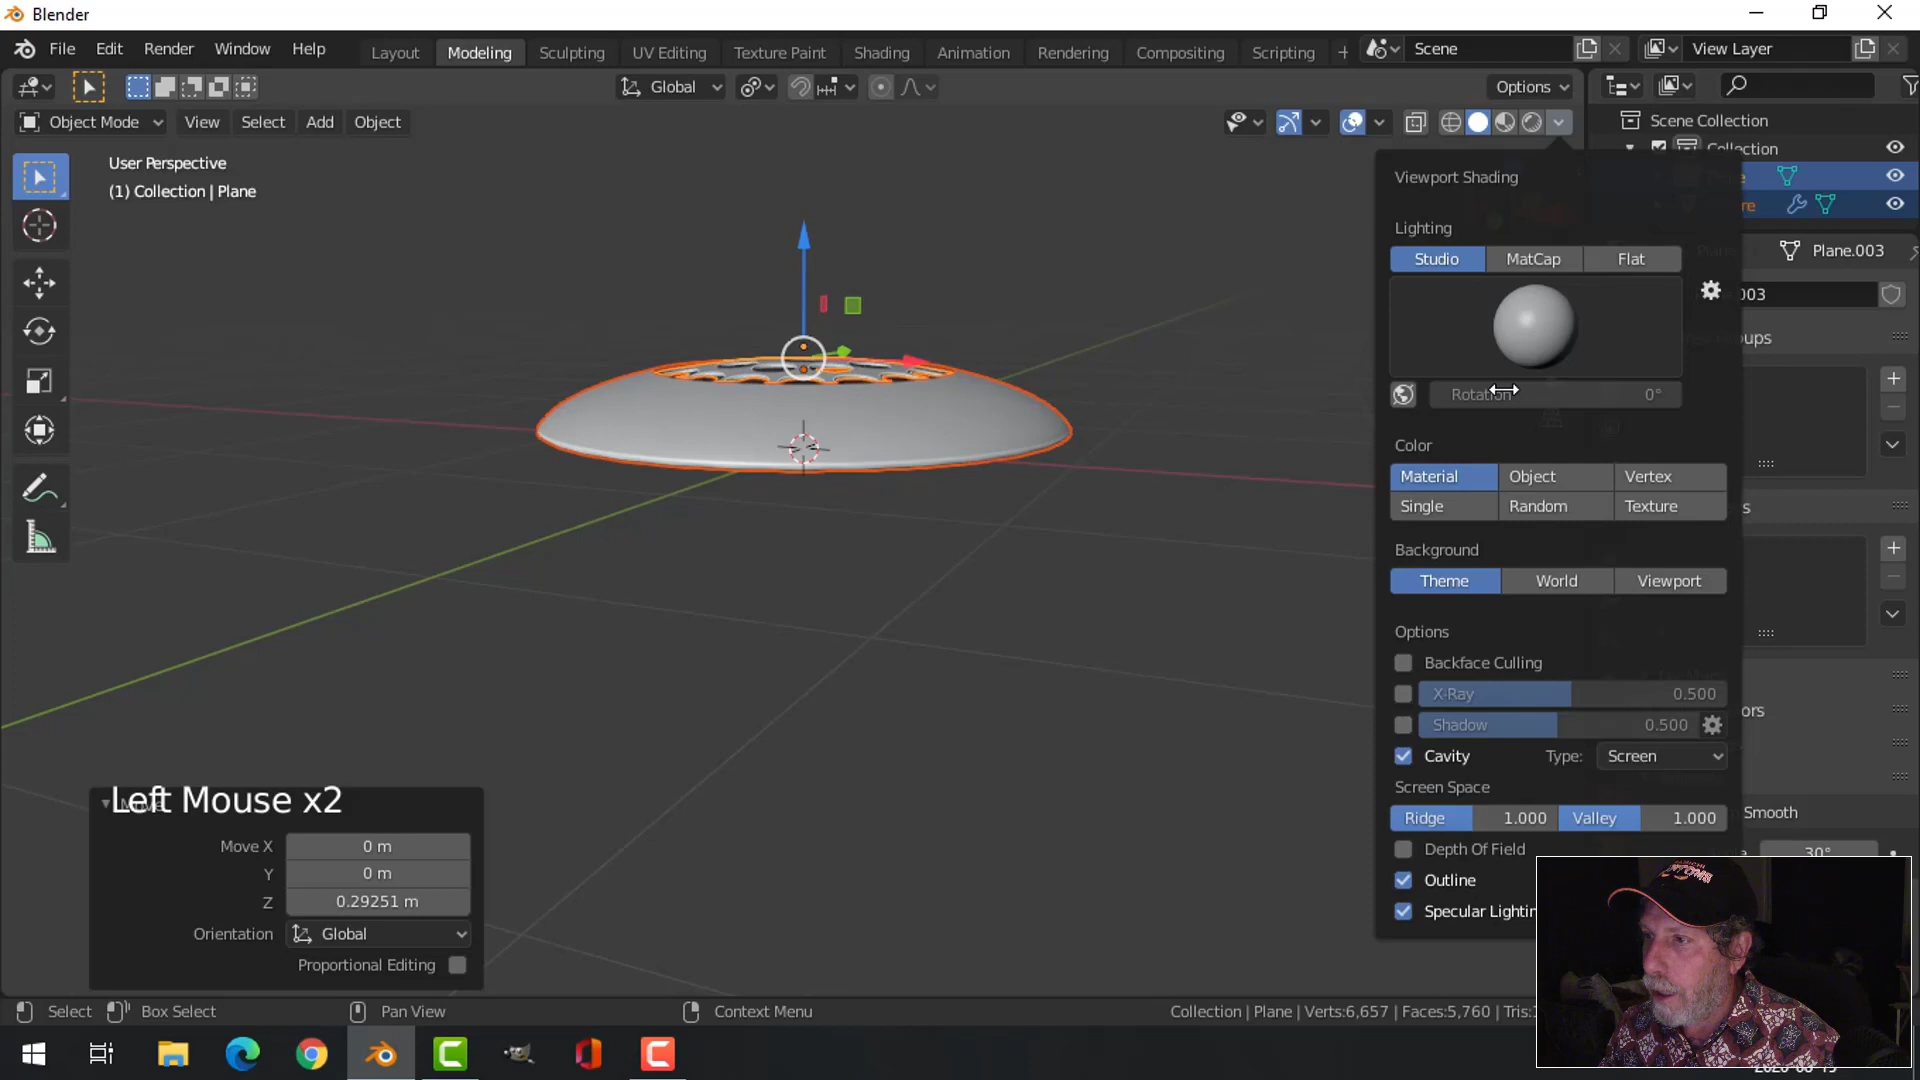 Blender
File Edit Render Window Help
Layout Modeling Sculpting UV Editing Texture Paint Shading Animation Rendering Compositing Scripting + Scene View Layer
Global Options
Object Mode View Select Add Object
Scene Collection
Collection
User Perspective
(1) Collection | Plane
Viewport Shading
Lighting
Studio MatCap Flat
Plane.003
Rotation 0°
Color
Material Object Vertex
Single Random Texture
Background
Theme World Viewport
Options
Backface Culling
X-Ray 0.500
Shadow 0.500
Cavity Type: Screen
Screen Space
Ridge 1.000 Valley 1.000
Smooth
Depth Of Field
30°
Outline
Left Mouse x2
Move X 0 m
Y 0 m
Z 0.29251 m
Orientation Global
Proportional Editing
Select Box Select Pan View Context Menu Collection | Plane | Verts:6,657 | Faces:5,760 | Tris: